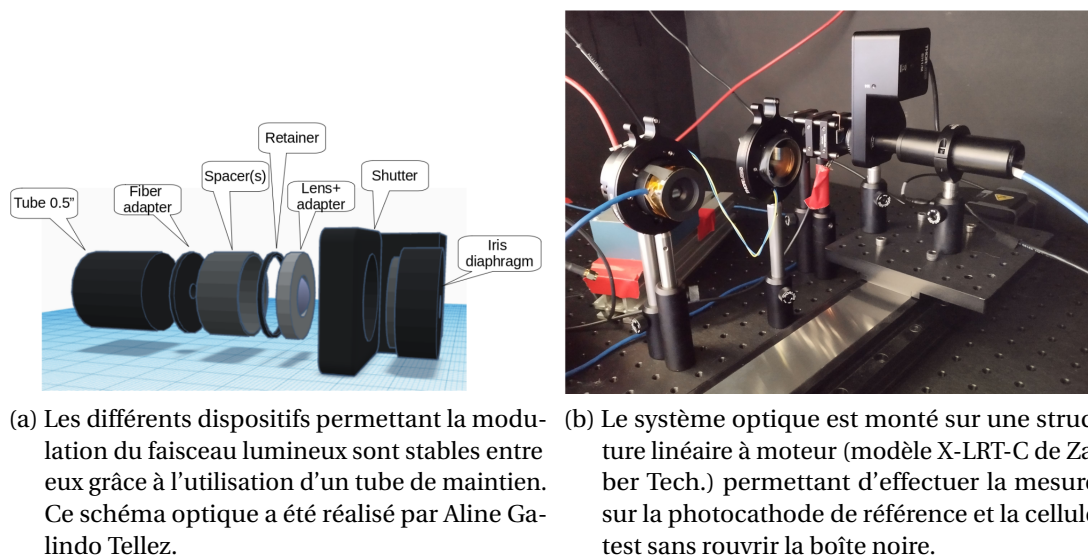 Retainer
Spacer(s)
Shutter
Fiber
adapter
Lens+
adapter
Tube 0.5"
Iris
diaphragm
(a) Les différents dispositifs permettant la modu-
lation du faisceau lumineux sont stables entre
eux grâce à l'utilisation d'un tube de maintien.
Ce schéma optique a été réalisé par Aline Ga-
lindo Tellez.
(b) Le système optique est monté sur une struc
ture linéaire à moteur (modèle X-LRT-C de Za
ber Tech.) permettant d'effectuer la mesure
sur la photocathode de référence et la cellule
test sans rouvrir la boîte noire.